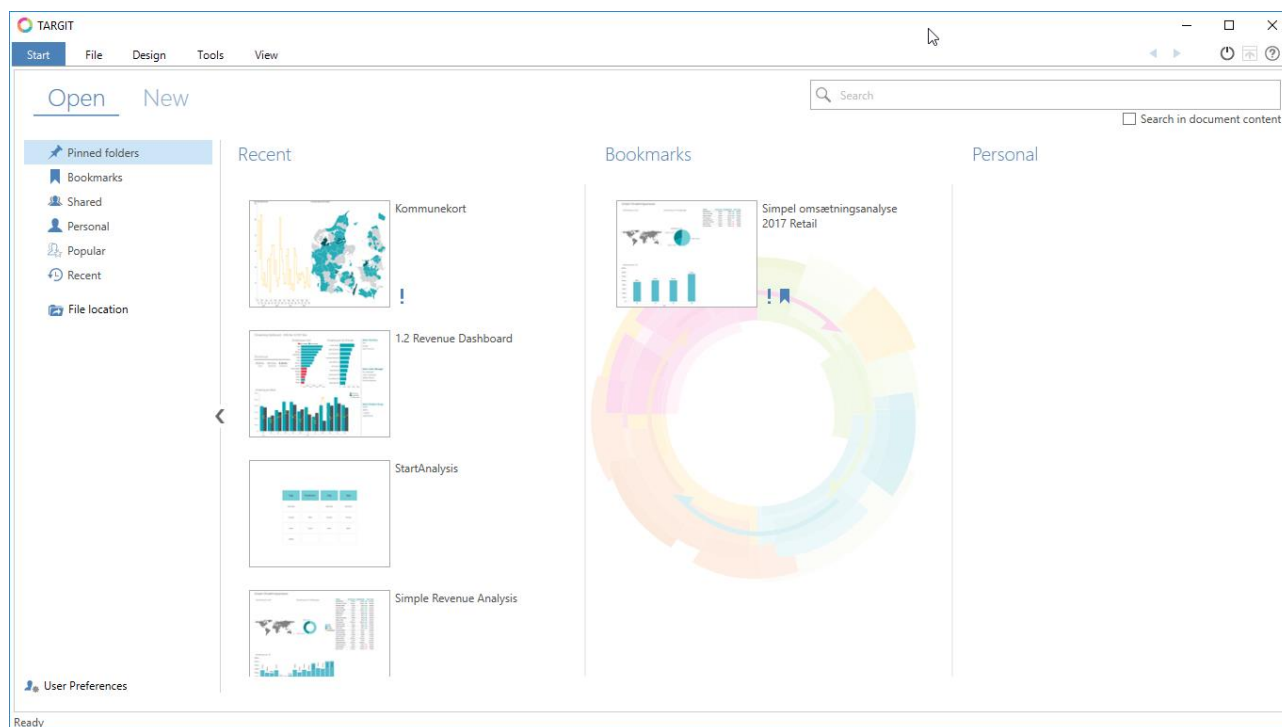 TARGIT
Start File Design Tools View
Open New
Search
Search in document content
Pinned folders
Bookmarks
Shared
Personal
Popular
Recent
File location
User Preferences
Recent
Kommunekort
1.2 Revenue Dashboard
StartAnalysis
Simple Revenue Analysis
Bookmarks
Simpel omsætningsanalyse
2017 Retail
Personal
Ready